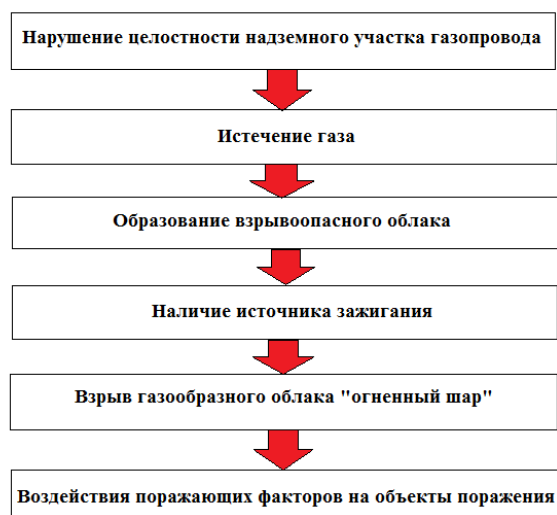 Нарушение целостности надземного участка газопровода
Истечение газа
Образование взрывоопасного облака
Наличие источника зажигания
Взрыв газообразного облака "огненный шар"
Воздействия поражающих факторов на объекты поражения